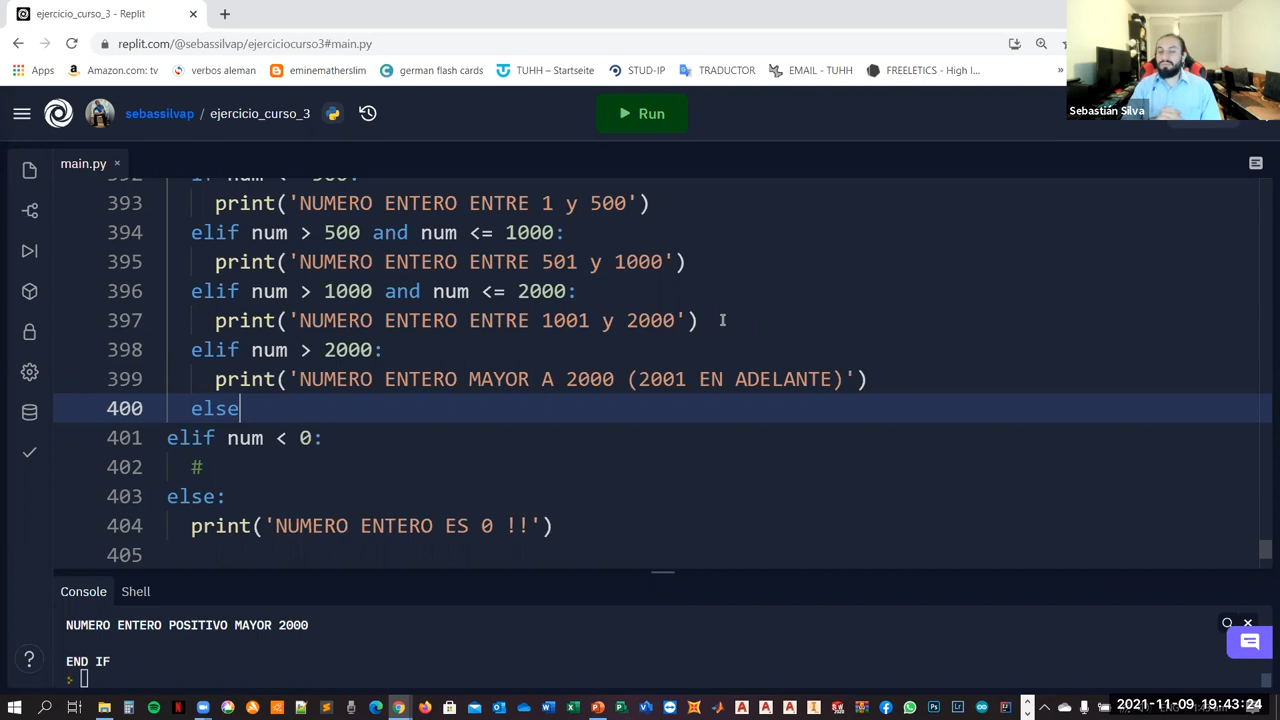 ejercicio_curso_3 - Replit
replit.com/@sebassilvap/ejerciciocurso3#main.py
Apps
Amazon.com: tv
verbos aleman
eminemathslim
german flash cards
TUHH – Startseite
STUD-IP
TRADUCTOR
EMAIL - TUHH
FREELETICS - High I...
»
Sebastián Silva
sebassilvap / ejercicio_curso_3
Run
main.py
393 print('NUMERO ENTERO ENTRE 1 y 500')
394 elif num > 500 and num <= 1000:
395 print('NUMERO ENTERO ENTRE 501 y 1000')
396 elif num > 1000 and num <= 2000:
397 print('NUMERO ENTERO ENTRE 1001 y 2000')
398 elif num > 2000:
399 print('NUMERO ENTERO MAYOR A 2000 (2001 EN ADELANTE)')
400 else
401 elif num < 0:
402 #
403 else:
404 print('NUMERO ENTERO ES 0 !!')
405
Console Shell
NUMERO ENTERO POSITIVO MAYOR 2000
END IF
?
2021-11-09 19:43:24